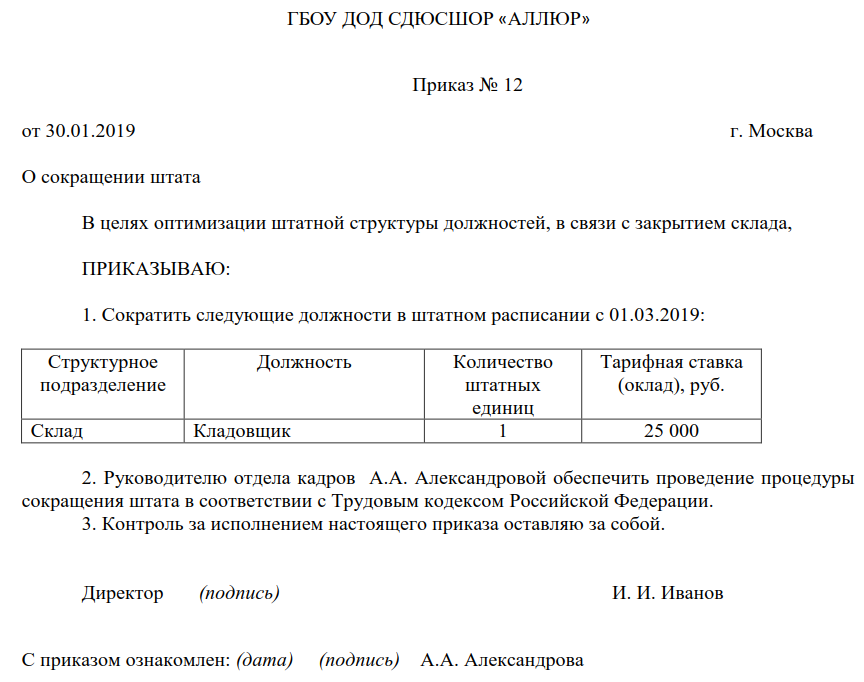 ГБОУ ДОД СДЮСШОР «АЛЛЮР»
Приказ № 12
от 30.01.2019 г. Москва
О сокращении штата
В целях оптимизации штатной структуры должностей, в связи с закрытием склада,
ПРИКАЗЫВАЮ:
1. Сократить следующие должности в штатном расписании с 01.03.2019:
Структурное подразделение Должность Количество штатных единиц Тарифная ставка (оклад), руб.
Склад Кладовщик 1 25 000
2. Руководителю отдела кадров А.А. Александровой обеспечить проведение процедуры
сокращения штата в соответствии с Трудовым кодексом Российской Федерации.
3. Контроль за исполнением настоящего приказа оставляю за собой.
Директор (подпись) И. И. Иванов
С приказом ознакомлен: (дата) (подпись) А.А. Александрова